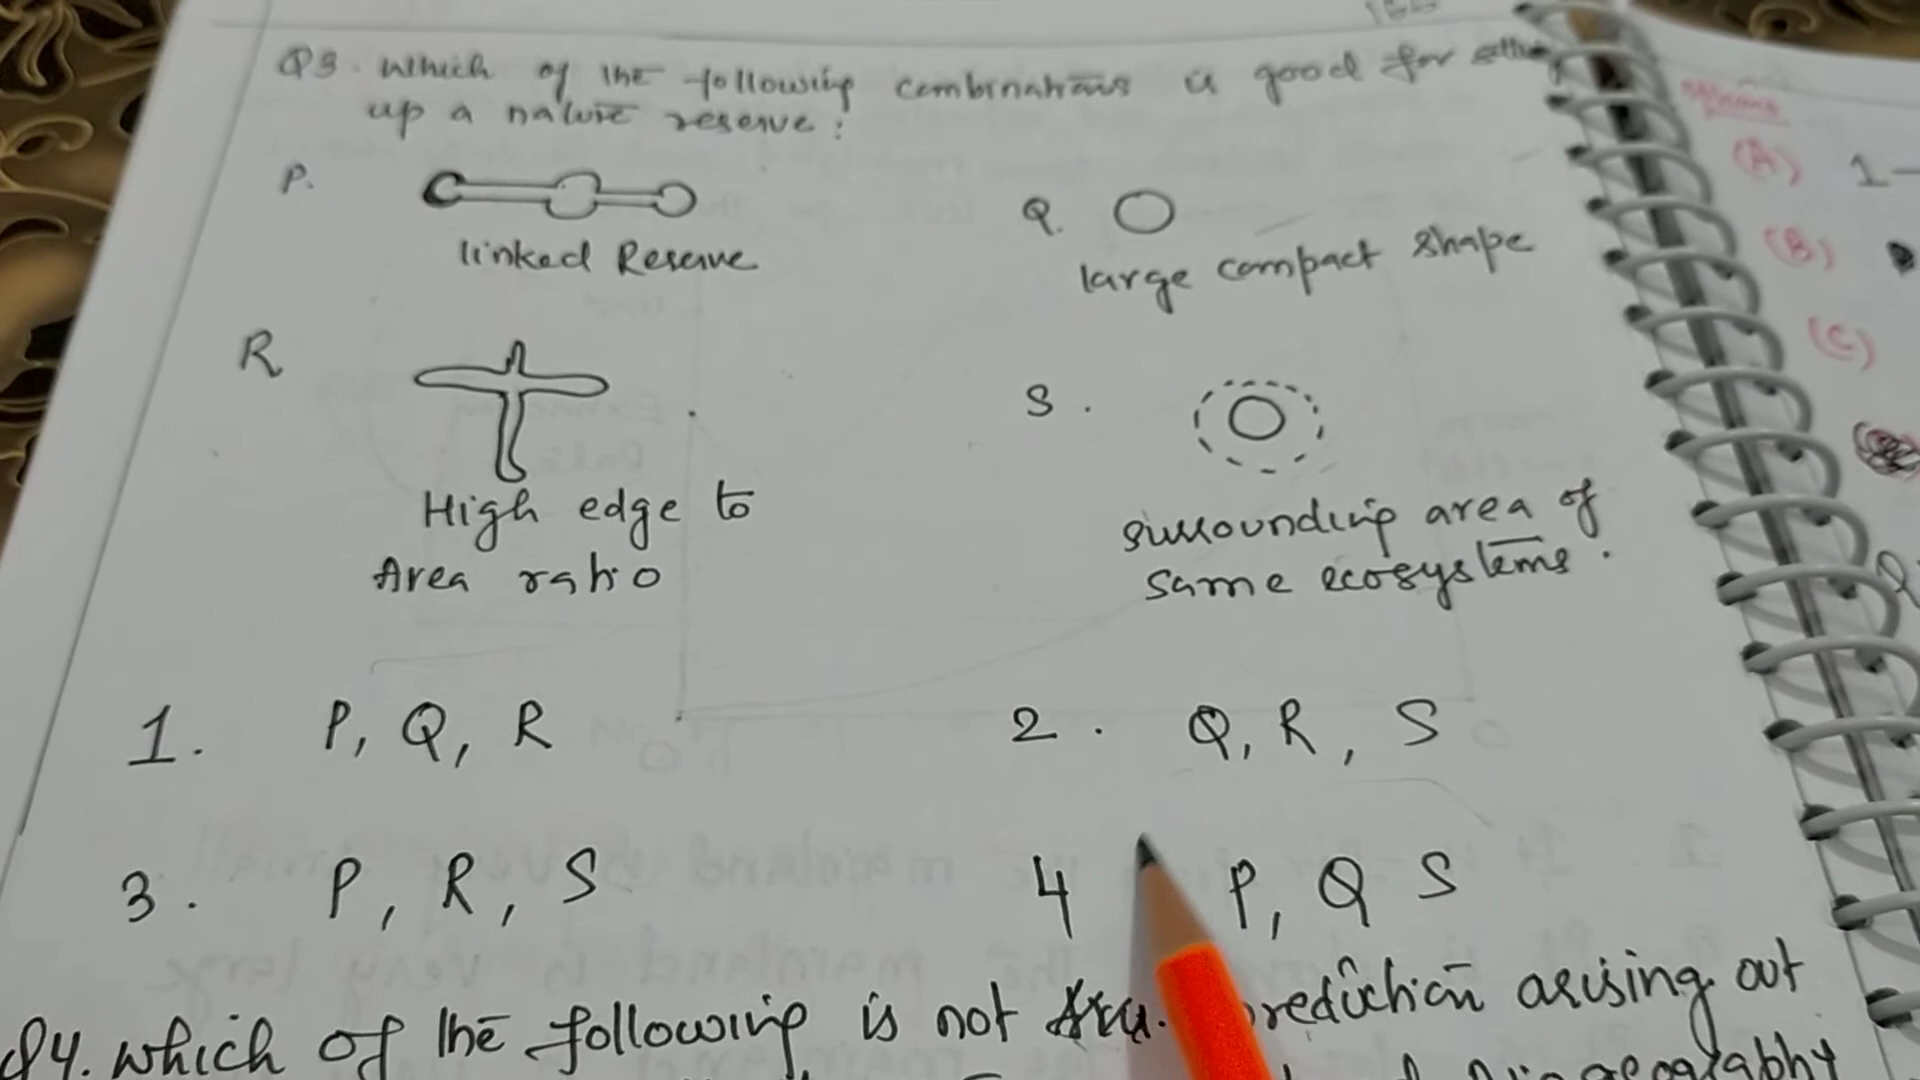 Q3. Which of the following combinations is good for
up a nature reserve:
P.
linked Reserve
Q.
large compact shape
R
High edge to
Area ratio
S.
surrounding area of
same ecosystems.
1. P, Q, R
2. Q, R, S
3. P, R, S
4 P, Q S
Q4. which of the following is not prediction arising out
(A) 1-
(B)
(C)